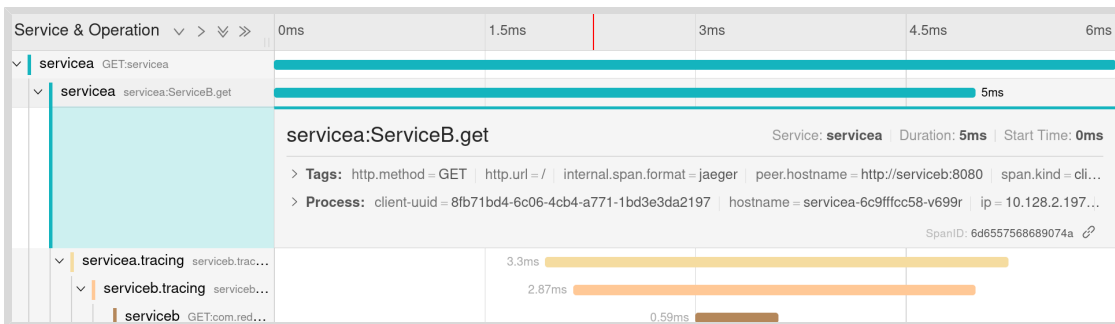 Service & Operation 0ms 1.5ms 3ms 4.5ms 6ms
servicea GET:servicea
servicea servicea:ServiceB.get 5ms
servicea:ServiceB.get Service: servicea Duration: 5ms Start Time: 0ms
Tags: http.method = GET http.url = / internal.span.format = jaeger peer.hostname = http://serviceb:8080 span.kind = cli...
Process: client-uuid = 8fb71bd4-6c06-4cb4-a771-1bd3e3da2197 hostname = servicea-6c9fffcc58-v699r ip = 10.128.2.197...
SpanID: 6d6557568689074a
servicea.tracing serviceb.trac... 3.3ms
serviceb.tracing serviceb... 2.87ms
serviceb GET:com.red... 0.59ms